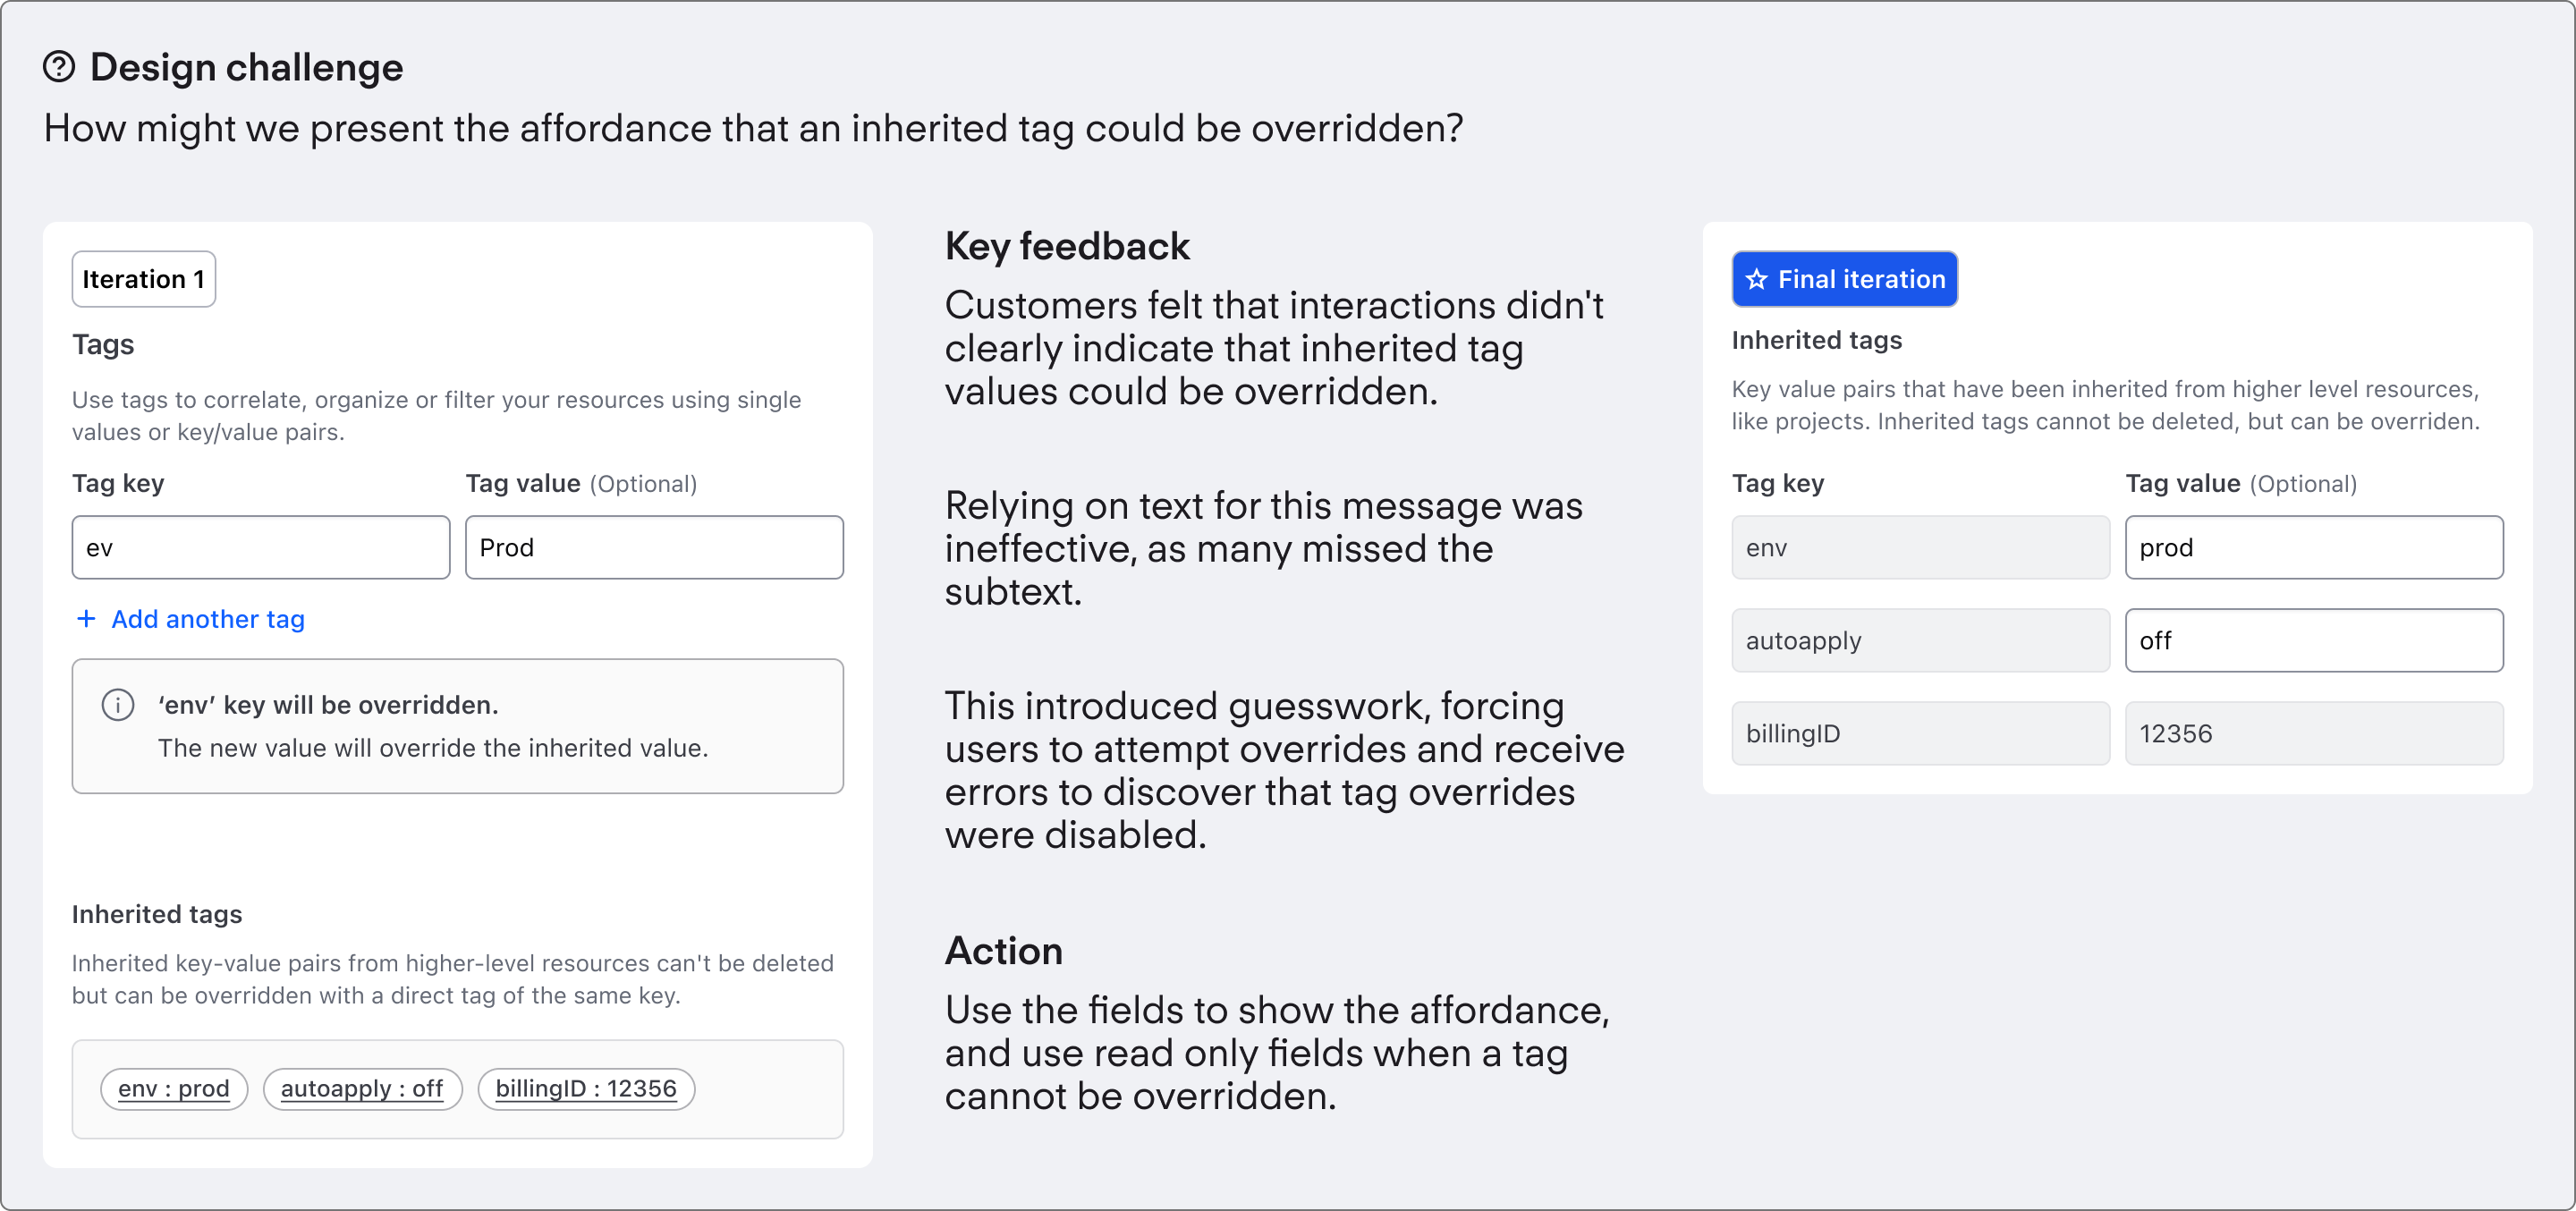 Design challenge
How might we present the affordance that an inherited tag could be overridden?
Iteration 1
Tags
Use tags to correlate, organize or filter your resources using single
values or key/value pairs.
Tag key
Tag value (Optional)
ev
Prod
+ Add another tag
‘env’ key will be overridden.
The new value will override the inherited value.
Inherited tags
Inherited key-value pairs from higher-level resources can't be deleted
but can be overridden with a direct tag of the same key.
env : prod
autoapply : off
billingID : 12356
Key feedback
Customers felt that interactions didn't
clearly indicate that inherited tag
values could be overridden.
Relying on text for this message was
ineffective, as many missed the
subtext.
This introduced guesswork, forcing
users to attempt overrides and receive
errors to discover that tag overrides
were disabled.
Action
Use the fields to show the affordance,
and use read only fields when a tag
cannot be overridden.
Final iteration
Inherited tags
Key value pairs that have been inherited from higher level resources,
like projects. Inherited tags cannot be deleted, but can be overriden.
Tag key
Tag value (Optional)
env
prod
autoapply
off
billingID
12356